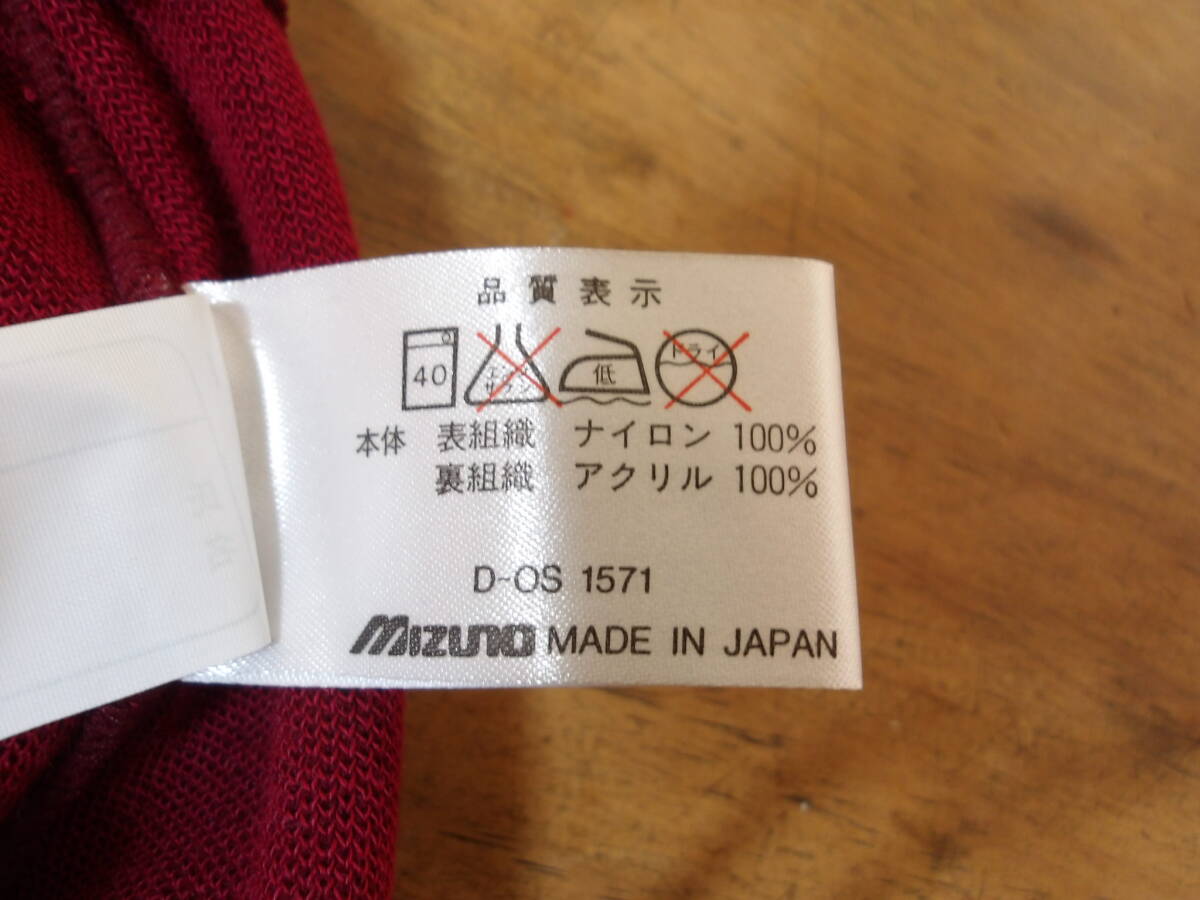 品質表示
40 エンソ サラシ 低 ドライ
本体 表組織 ナイロン 100%
裏組織 アクリル 100%
D-OS 1571
MIZUNO MADE IN JAPAN